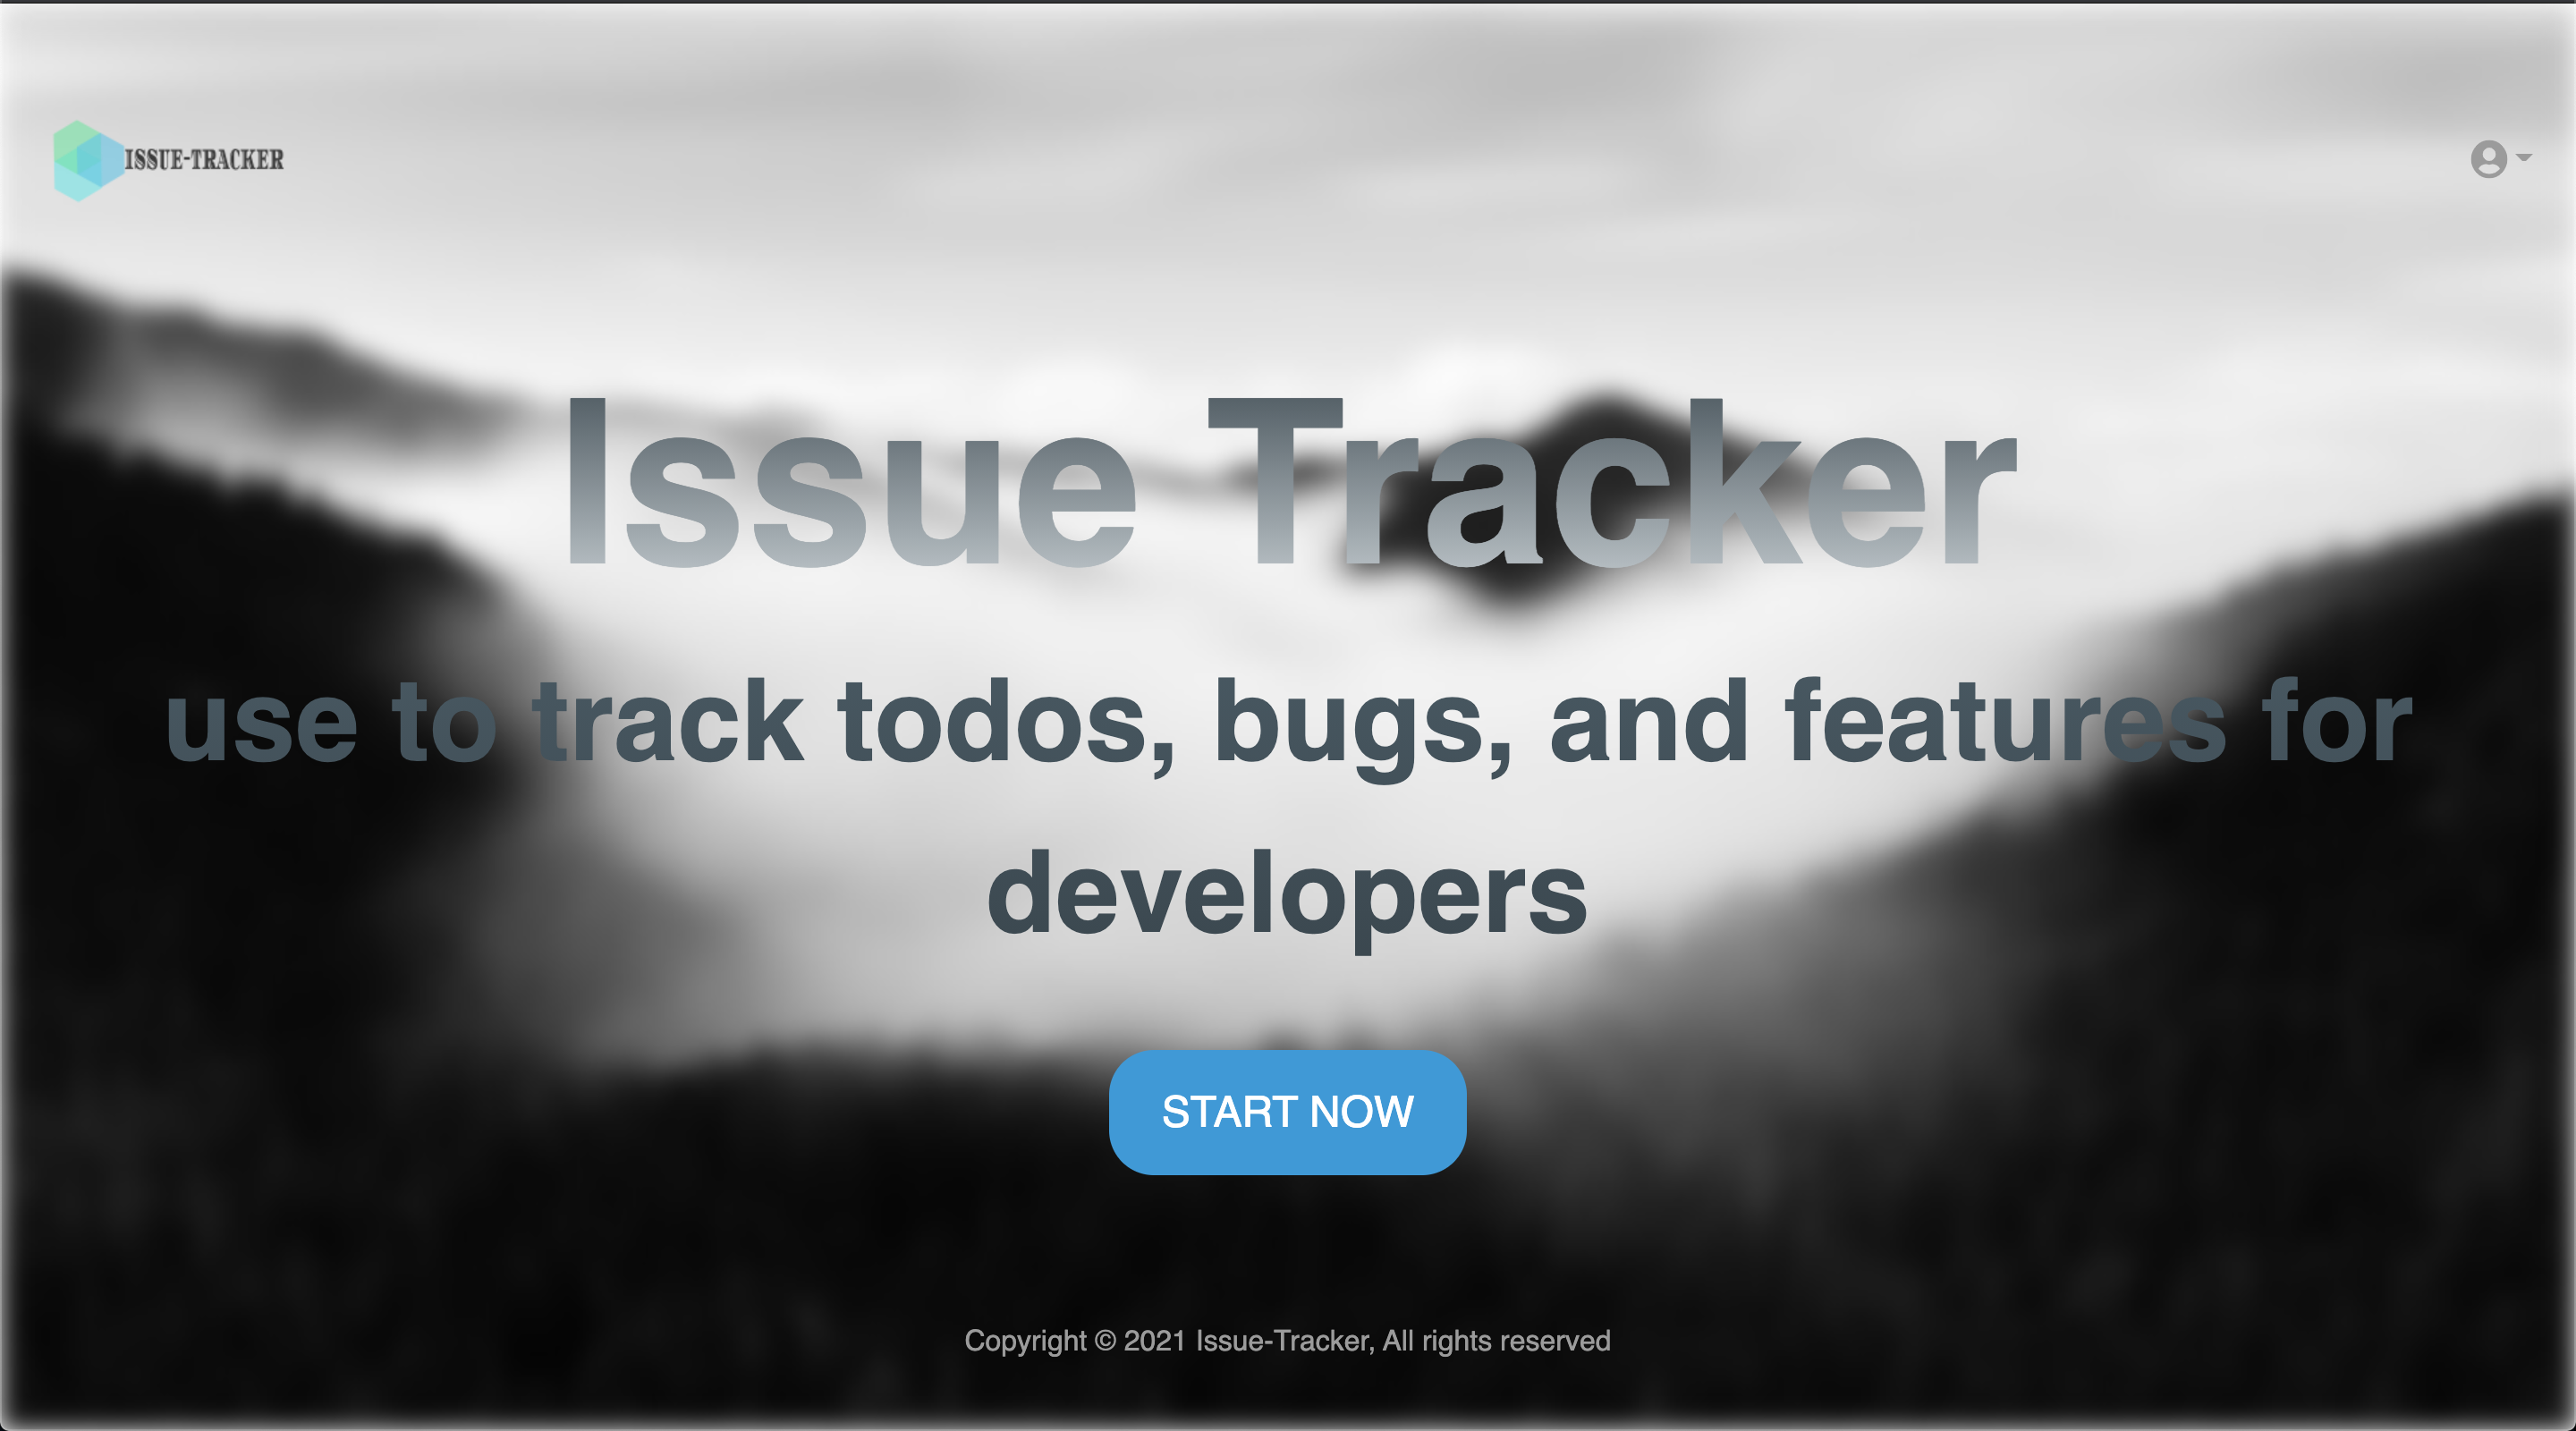 ISSUE-TRACKER
Issue Tracker
use to track todos, bugs, and features for
developers
START NOW
Copyright © 2021 Issue-Tracker, All rights reserved